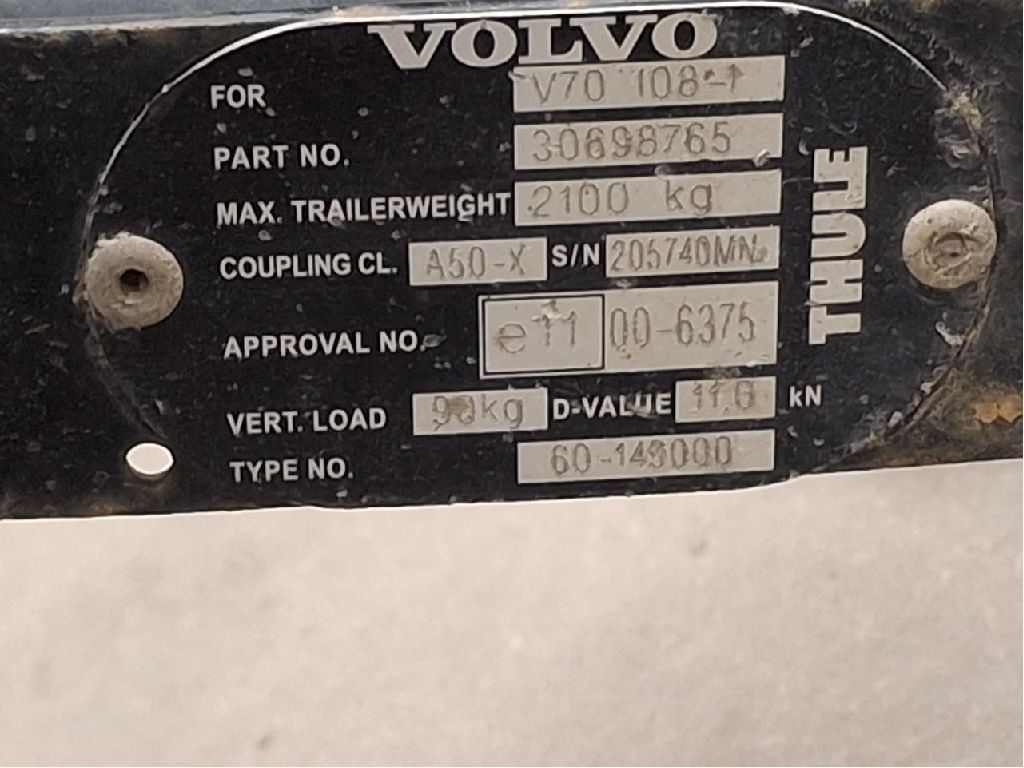 VOLVO
FOR V70 108-1
PART NO. 30698765
MAX. TRAILERWEIGHT 2100 kg
COUPLING CL. A50-X S/N 205740MN
APPROVAL NO. e11 00-6375
VERT. LOAD 90kg D-VALUE kN
TYPE NO.
THULE